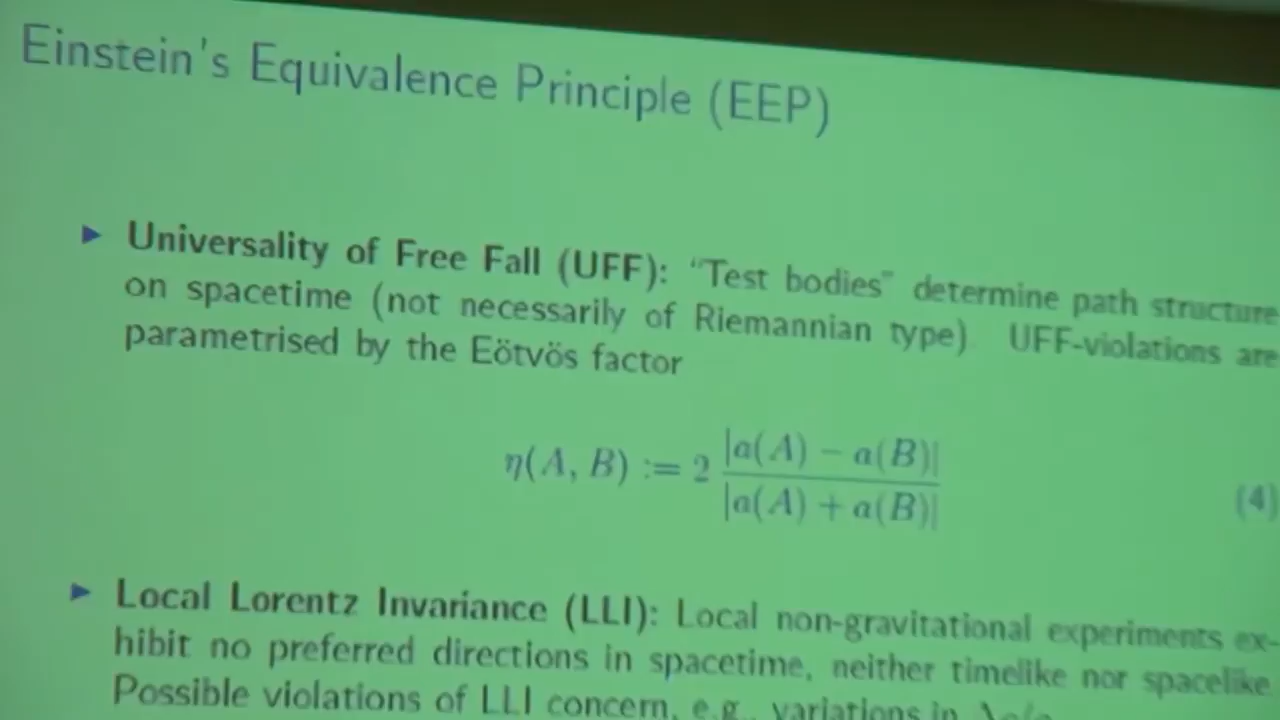 Einstein's Equivalence Principle (EEP)
► Universality of Free Fall (UFF): "Test bodies" determine path structure
on spacetime (not necessarily of Riemannian type) UFF-violations are
parametrised by the Eötvös factor
η(A, B) := 2 |a(A) − a(B)| / |a(A) + a(B)| (4)
► Local Lorentz Invariance (LLI): Local non-gravitational experiments ex-
hibit no preferred directions in spacetime, neither timelike nor spacelike.
Possible violations of LLI concern, e.g., variations in